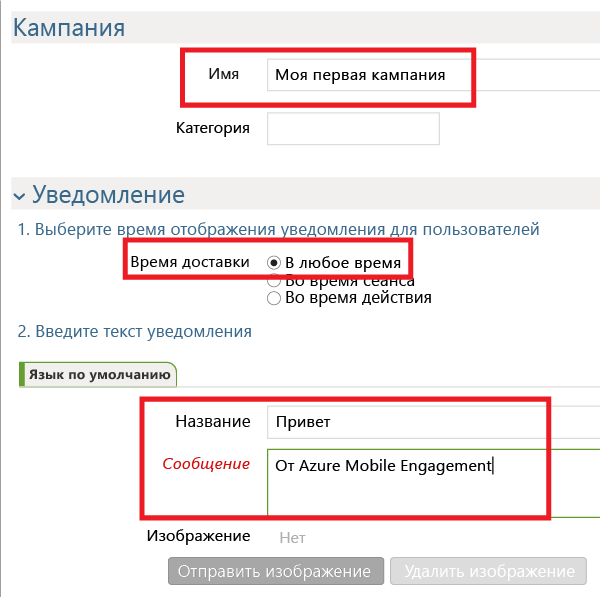 Кампания
Имя Моя первая кампания
Категория
Уведомление
1. Выберите время отображения уведомления для пользователей
Время доставки В любое время
Во время сеанса
Во время действия
2. Введите текст уведомления
Язык по умолчанию
Название Привет
Сообщение От Azure Mobile Engagement
Изображение Нет
Отправить изображение Удалить изображение